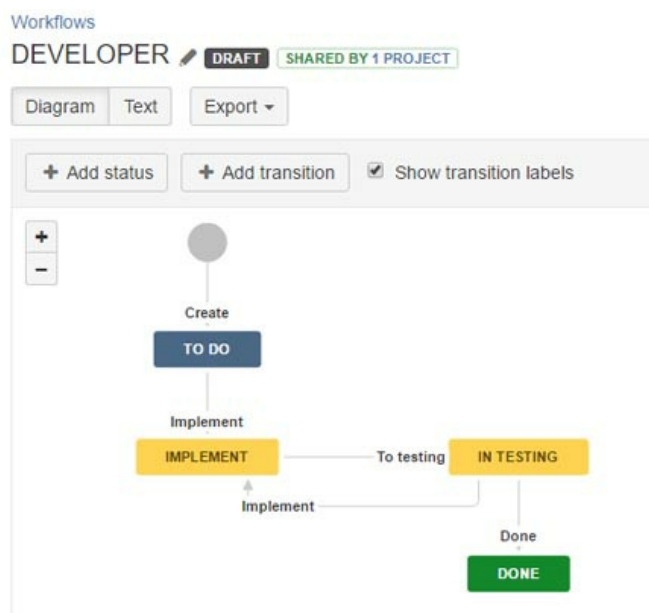 Workflows
DEVELOPER DRAFT SHARED BY 1 PROJECT
Diagram Text Export
+ Add status + Add transition Show transition labels
+
−
Create
TO DO
Implement
IMPLEMENT To testing IN TESTING
Implement
Done
DONE